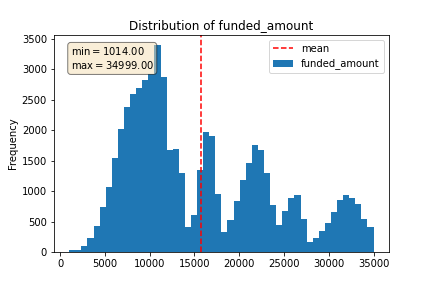 Distribution of funded_amount
min = 1014.00
max = 34999.00
mean
funded_amount
Frequency
3500
3000
2500
2000
1500
1000
500
0
0 5000 10000 15000 20000 25000 30000 35000